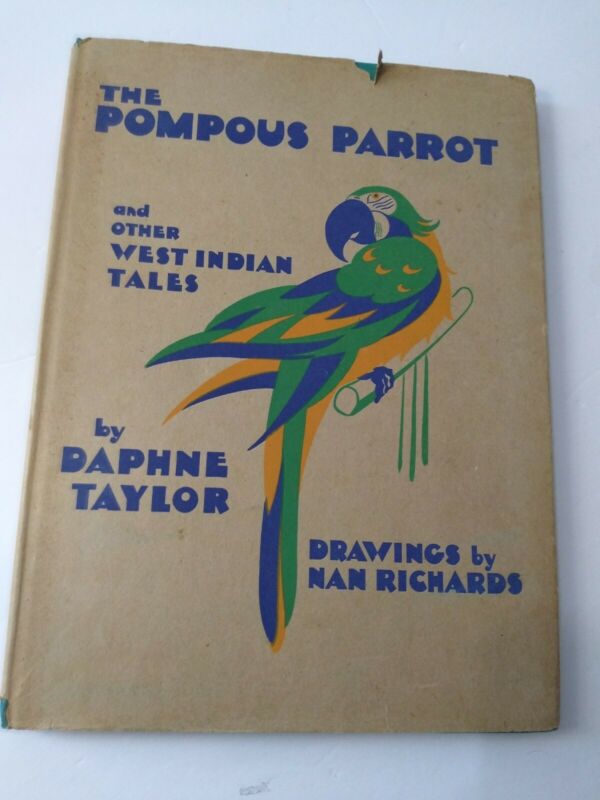 THE
POMPOUS PARROT
and
OTHER
WEST INDIAN
TALES
by
DAPHNE
TAYLOR
DRAWINGS by
NAN RICHARDS